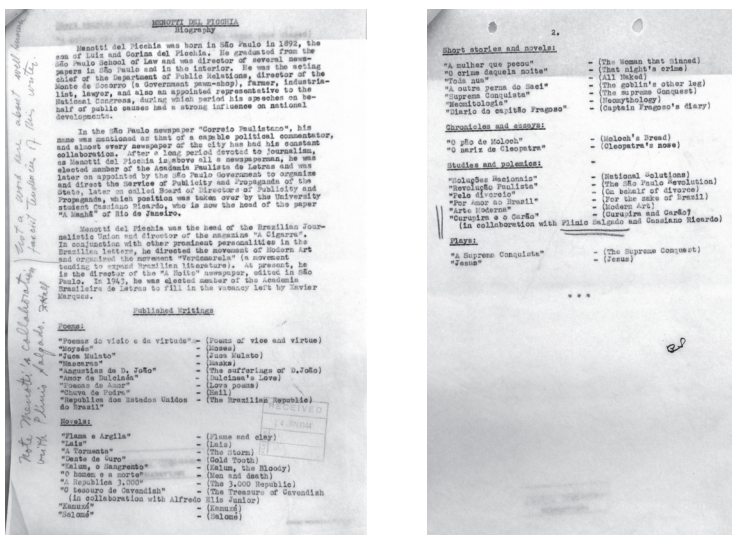 MENOTTI DEL PICCHIA
Biography
Menotti del Picchia was born in São Paulo in 1892, the
son of Luiz and Corina del Picchia. He graduated from the
São Paulo School of Law and was director of several news-
papers in São Paulo and in the interior. He was the acting
chief of the Department of Public Relations, director of the
Monte de Socorro (a Government pawn-shop), farmer, industria-
list, lawyer, and also an appointed representative to the
National Congress, during which period his speeches on be-
half of public causes had a strong influence on national
developments.
In the São Paulo newspaper "Correio Paulistano", his
name was mentioned as that of a capable political commentator,
and almost every newspaper of the city has had his constant
collaboration. After a long period devoted to journalism,
as Menotti del Picchia is above all a newspaperman, he was
elected member of the Academia Paulista de Letras and was
later on appointed by the São Paulo Government to organize
and direct the Service of Publicity and Propaganda of the
State, later on called Board of Directors of Publicity and
Propaganda, which position was taken over by the University
student Cassiano Ricardo, who is now the head of the paper
"A Manhã" of Rio de Janeiro.
Menotti del Picchia was the head of the Brazilian Jour-
nalistic Union and director of the magazine "A Cigarra".
In conjunction with other prominent personalities in the
Brazilian letters, he directed the movement of Modern Art
and organized the movement "Verdamarela" (a movement
tending to expand Brazilian literature). At present, he
is the director of the "A Noite" newspaper, edited in São
Paulo. In 1943, he was elected member of the Academia
Brasileira de Letras to fill in the vacancy left by Xavier
Marques.
Published Writings
Poems:
"Poemas do vicio e da virtude" - (Poems of vice and virtue)
"Moysés" - (Moses)
"Juca Mulato" - (Juca Mulato)
"Mascaras" - (Masks)
"Angustias de D. João" - (The sufferings of D.João)
"Amor de Dulcinéa" - (Dulcinea's Love)
"Poemas de Amor" - (Love poems)
"Chuva de Pedra" - (Hail)
"Republica dos Estados Unidos - (The Brazilian Republic)
do Brasil"
RECEIVED
Novels:
"Flama e Argila" - (Flame and clay)
"Lais" - (Lais)
"A Tormenta" - (The Storm)
"Dente de Ouro" - (Gold Tooth)
"Kalum, o Sangrento" - (Kalum, the Bloody)
"O homem e a morte" - (Men and death)
"A Republica 3.000" - (The 3.000 Republic)
"O tesouro de Cavendish" - (The Treasure of Cavendish
(in collaboration with Alfredo Elis Junior)
"Kamunká" - (Kamunká)
"Salomé" - (Salomé)
Note Menotti's collaboration
with Plinio Salgado.
Not a word here about well known
fascist tendencies of this writer.
2.
Short stories and novels:
"A mulher que pecou" - (The Woman that sinned)
"O crime daquela noite" - (That night's crime)
"Toda nua" - (All Naked)
"A outra perna do Saci" - (The goblin's other leg)
"Suprema Conquista" - (The supreme Conquest)
"Neomitologia" - (Neomythology)
"Diario do capitão Fragoso" - (Captain Fragoso's diary)
Chronicles and essays:
"O pão de Moloch" - (Moloch's Bread)
"O nariz de Cleopatra" - (Cleopatra's nose)
Studies and polemics: -
"Soluções Nacionais" - (National Solutions)
"Revolução Paulista" - (The São Paulo Revolution)
"Pelo divorcio" - (On behalf of divorce)
"Por Amor ao Brasil" - (For the sake of Brazil)
"Arte Moderna" - (Modern Art)
"Curupira e o Carão" - (Curupira and Carão)
(in collaboration with Plinio Salgado and Cassiano Ricardo)
Plays:
"A Suprema Conquista" - (The Supreme Conquest)
"Jesus" - (Jesus)
* * *